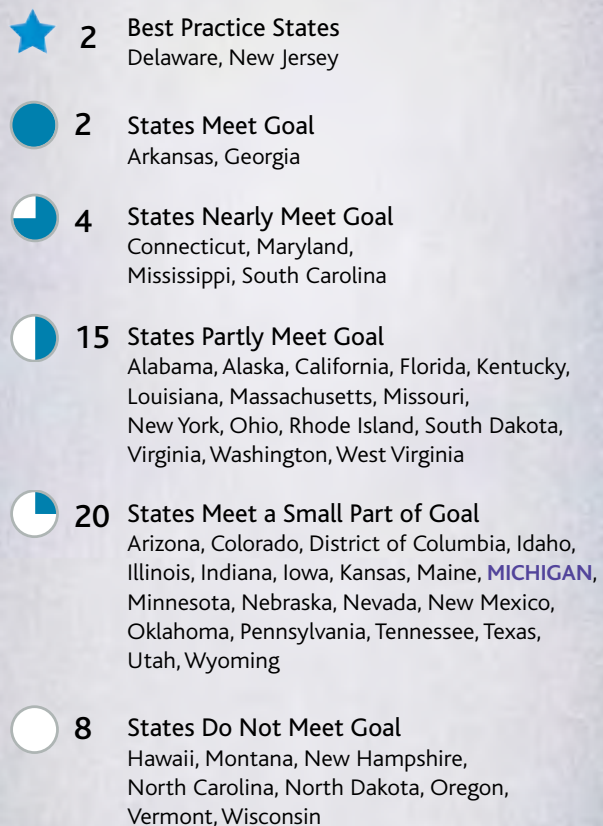 2 Best Practice States
Delaware, New Jersey
2 States Meet Goal
Arkansas, Georgia
4 States Nearly Meet Goal
Connecticut, Maryland,
Mississippi, South Carolina
15 States Partly Meet Goal
Alabama, Alaska, California, Florida, Kentucky,
Louisiana, Massachusetts, Missouri,
New York, Ohio, Rhode Island, South Dakota,
Virginia, Washington, West Virginia
20 States Meet a Small Part of Goal
Arizona, Colorado, District of Columbia, Idaho,
Illinois, Indiana, Iowa, Kansas, Maine, MICHIGAN,
Minnesota, Nebraska, Nevada, New Mexico,
Oklahoma, Pennsylvania, Tennessee, Texas,
Utah, Wyoming
8 States Do Not Meet Goal
Hawaii, Montana, New Hampshire,
North Carolina, North Dakota, Oregon,
Vermont, Wisconsin